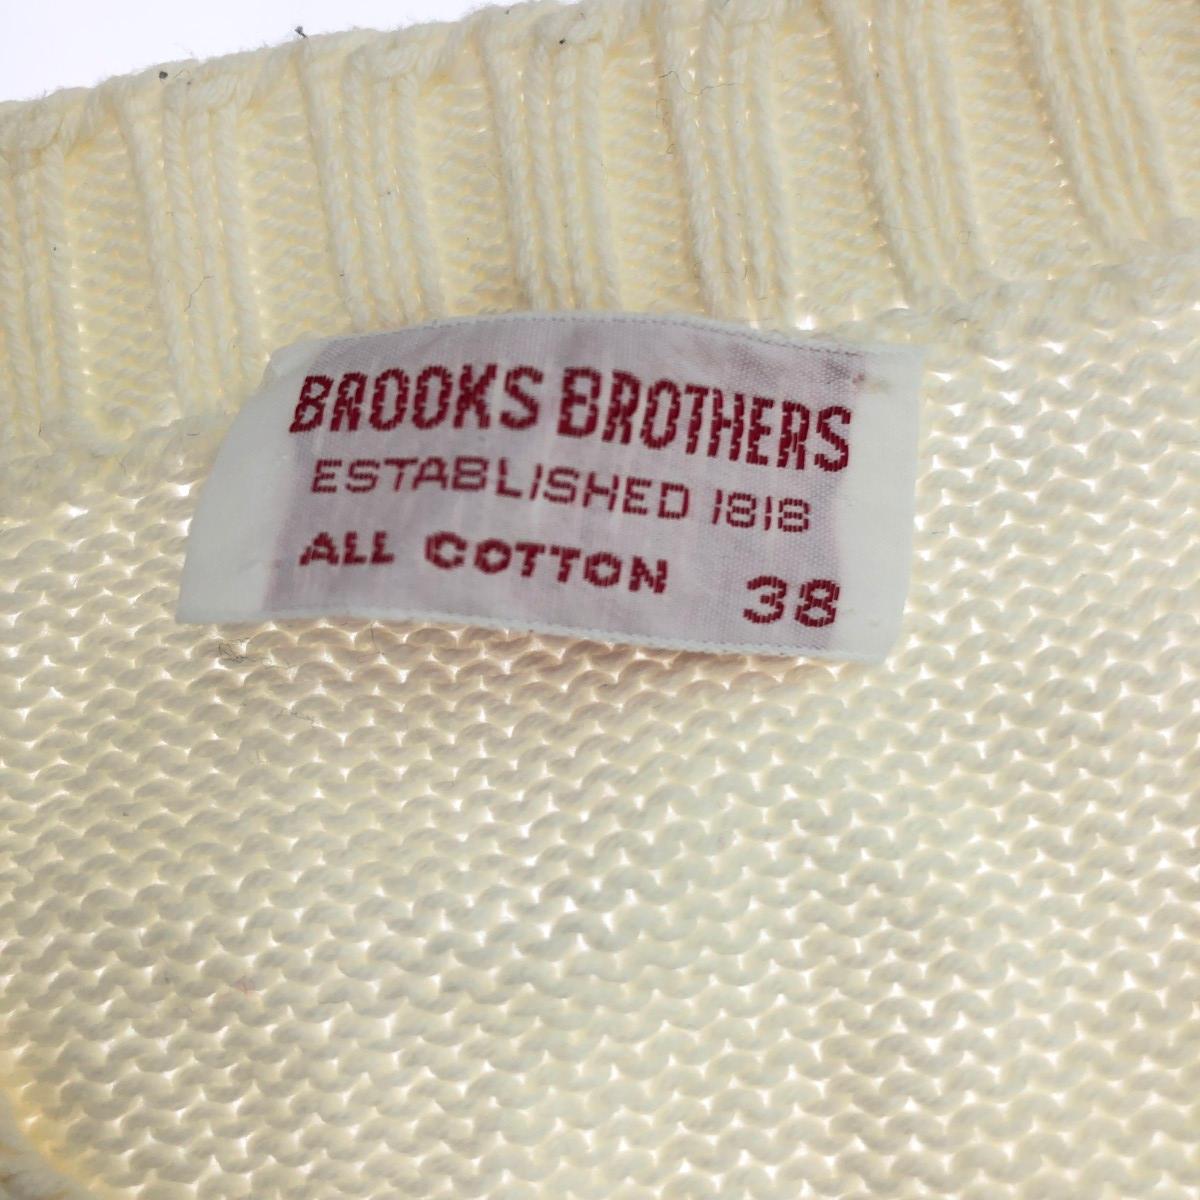 BROOKS BROTHERS
ESTABLISHED 1818
ALL COTTON 38